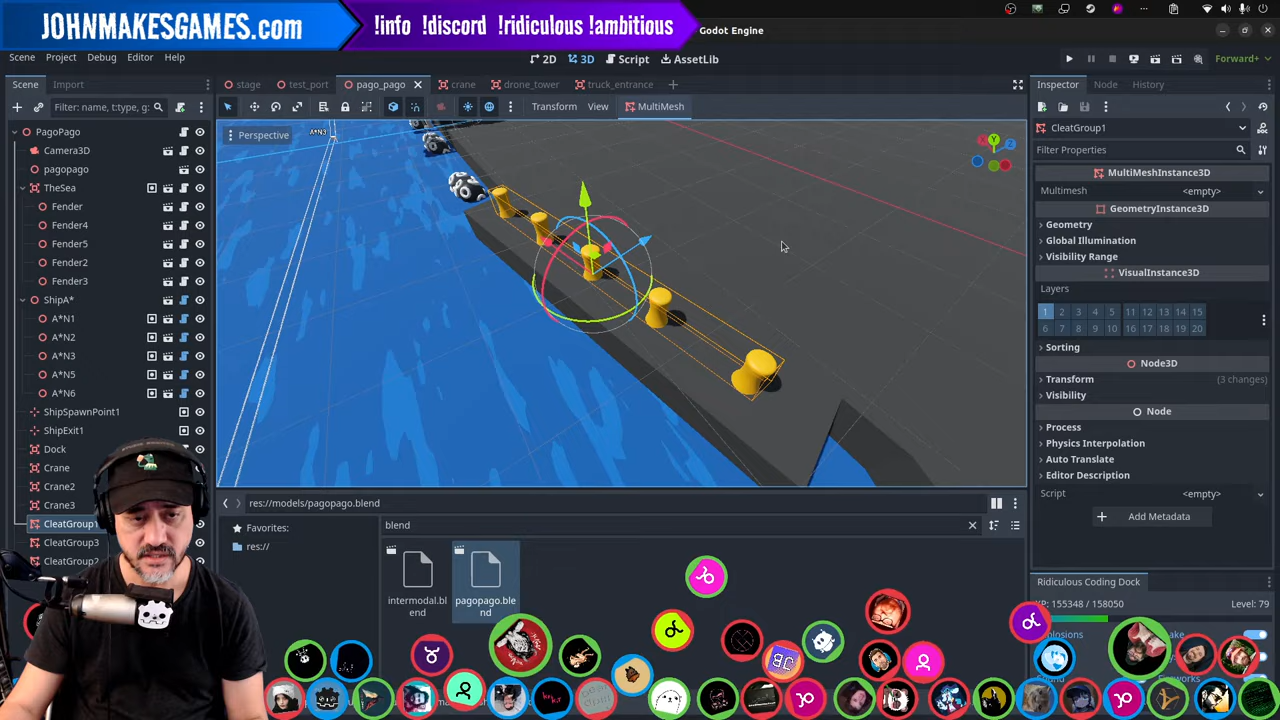 JOHNMAKESGAMES.com
!info !discord !ridiculous !ambitious
Godot Engine
Scene Project Debug Editor Help
2D 3D Script AssetLib
Forward+
Scene Import
stage test_port pago_pago crane drone_tower truck_entrance
Inspector Node History
Filter: name, t:type, g:
Transform View MultiMesh
Perspective
A*N3
Y
Z
PagoPago
Camera3D
pagopago
TheSea
Fender
Fender4
Fender5
Fender2
Fender3
ShipA*
A*N1
A*N2
A*N3
A*N5
A*N6
ShipSpawnPoint1
ShipExit1
Dock
Crane
Crane2
Crane3
CleatGroup1
CleatGroup3
CleatGroup2
CleatGroup1
Filter Properties
MultiMeshInstance3D
Multimesh <empty>
GeometryInstance3D
Geometry
Global Illumination
Visibility Range
VisualInstance3D
Layers
1 2 3 4 5 11 12 13 14 15
6 7 8 9 10 16 17 18 19 20
Sorting
Node3D
Transform (3 changes)
Visibility
Node
Process
Physics Interpolation
Auto Translate
Editor Description
Script <empty>
Add Metadata
res://models/pagopago.blend
Favorites:
res://
blend
intermodal.bl
end
pagopago.ble
nd
Ridiculous Coding Dock
XP: 155348 / 158050 Level: 79